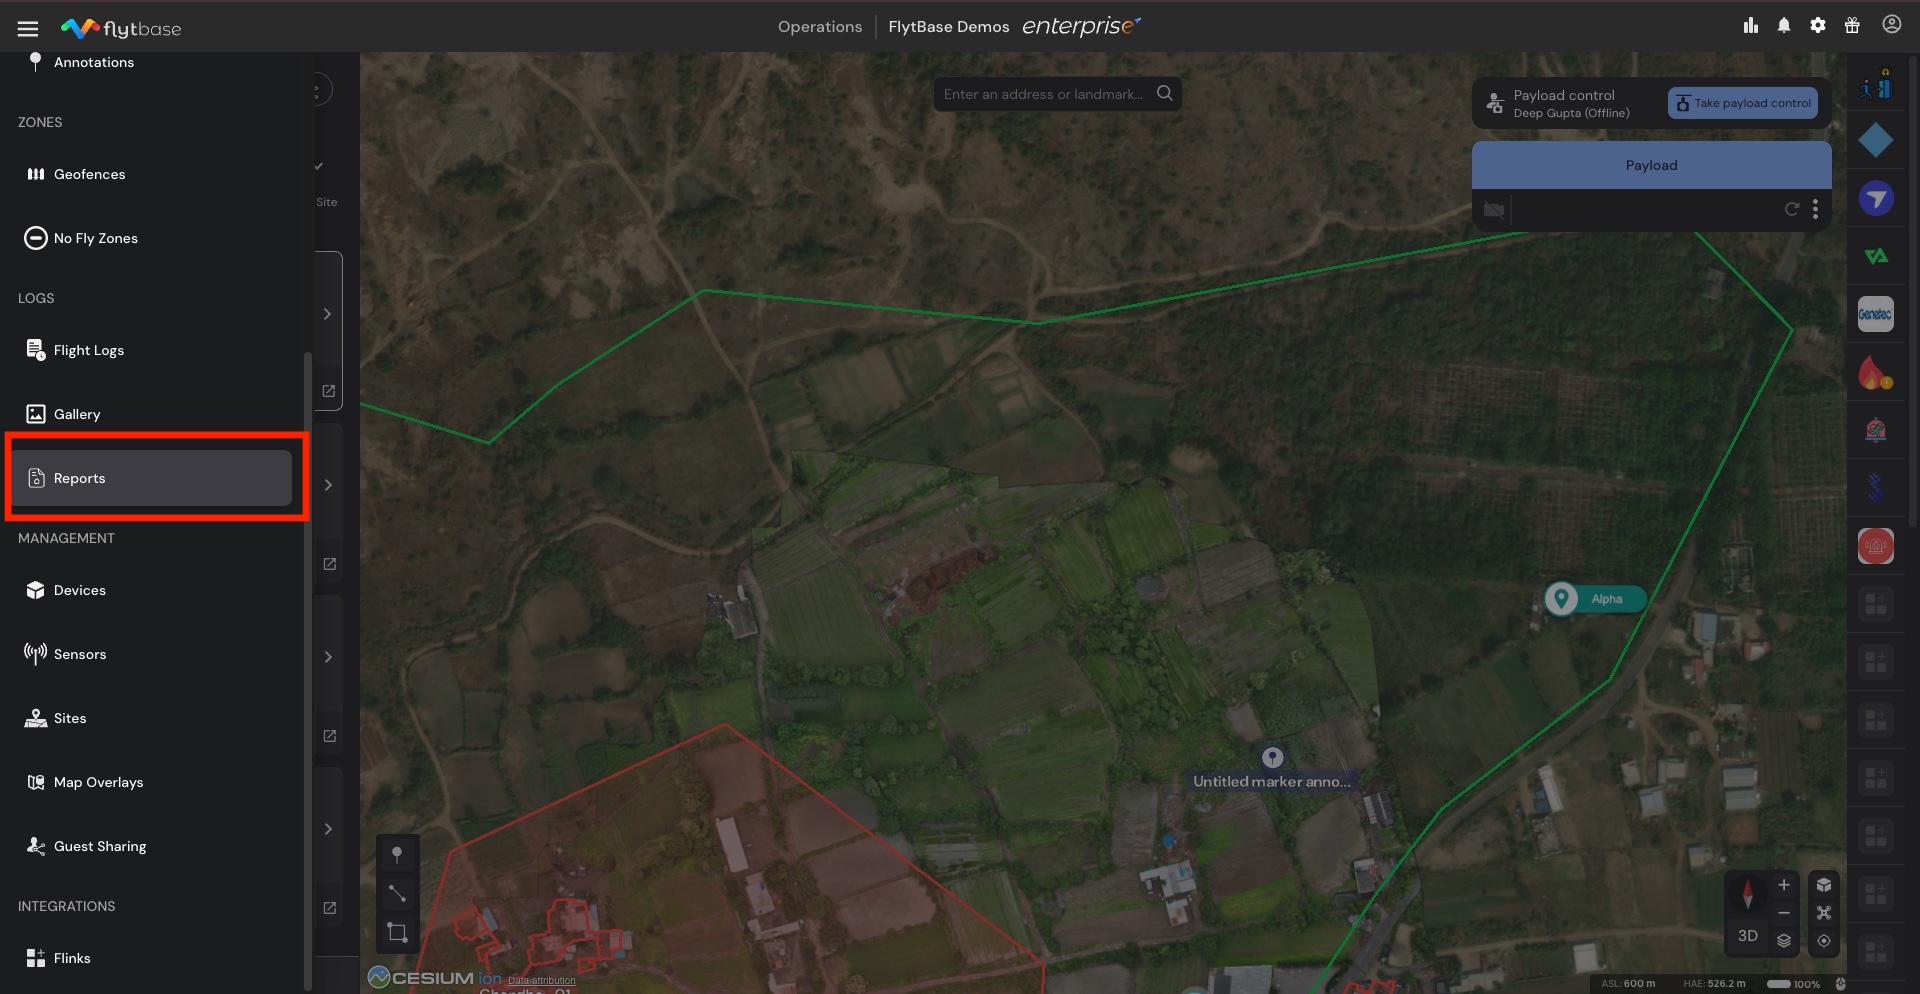 flytbase
Operations
FlytBase Demos enterprise
Annotations
ZONES
Geofences
No Fly Zones
LOGS
Flight Logs
Gallery
Reports
MANAGEMENT
Devices
Sensors
Sites
Map Overlays
Guest Sharing
INTEGRATIONS
Flinks
Site
Enter an address or landmark...
Payload control
Deep Gupta (Offline)
Take payload control
Payload
Genetec
Alpha
Untitled marker anno...
3D
CESIUM ion Data attribution
ASL: 600 m HAE: 526.2 m 100%